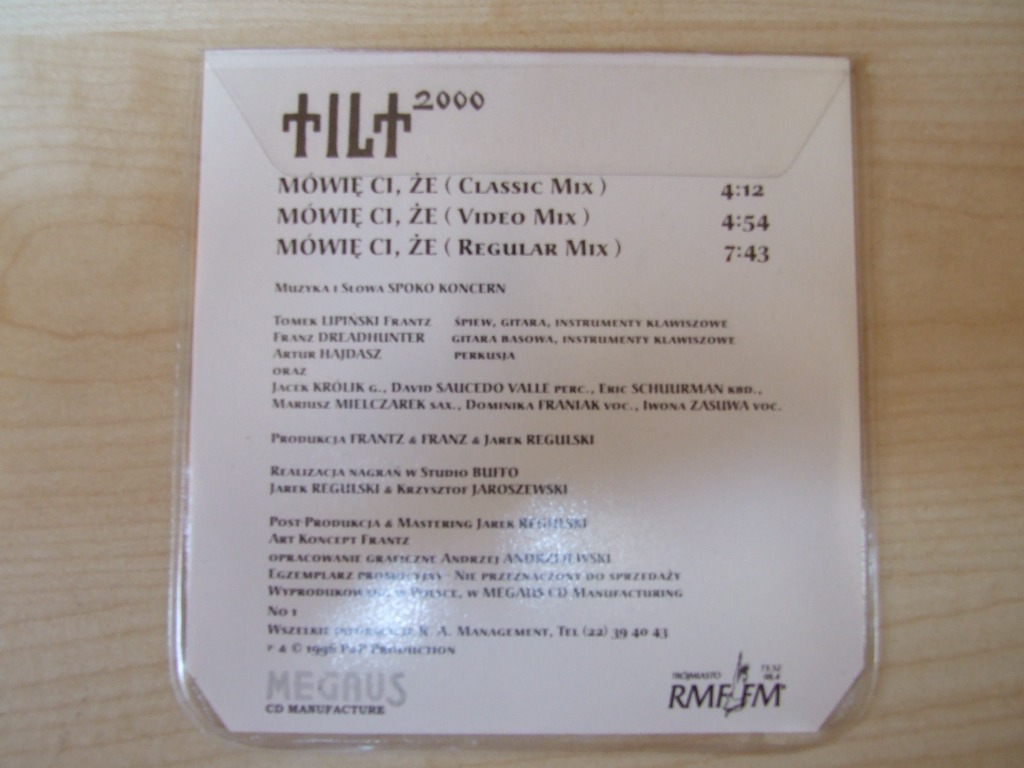 TILT 2000
MÓWIĘ CI, ŻE ( CLASSIC MIX ) 4:12
MÓWIĘ CI, ŻE ( VIDEO MIX ) 4:54
MÓWIĘ CI, ŻE ( REGULAR MIX ) 7:43
MUZYKA I SŁOWA SPOKO KONCERN
TOMEK LIPIŃSKI FRANTZ ŚPIEW, GITARA, INSTRUMENTY KLAWISZOWE
FRANZ DREADHUNTER GITARA BASOWA, INSTRUMENTY KLAWISZOWE
ARTUR HAJDASZ PERKUSJA
ORAZ
JACEK KRÓLIK G., DAVID SAUCEDO VALLE PERC., ERIC SCHUURMAN KBD.,
MARIUSZ MIELCZAREK SAX., DOMINIKA FRANIAK VOC., IWONA ZASUWA VOC.
PRODUKCJA FRANTZ & FRANZ & JAREK REGULSKI
REALIZACJA NAGRAŃ W STUDIO BUFFO
JAREK REGULSKI & KRZYSZTOF JAROSZEWSKI
POST-PRODUKCJA & MASTERING JAREK REGULSKI
ART KONCEPT FRANTZ
OPRACOWANIE GRAFICZNE ANDRZEJ ANDRZEJEWSKI
EGZEMPLARZ PROMOCYJNY - NIE PRZEZNACZONY DO SPRZEDAŻY
WYPRODUKOWANO W POLSCE, W MEGAUS CD MANUFACTURING
NO 1
WSZELKIE INFORMACJE K. A. MANAGEMENT, TEL (22) 39 40 43
P & © 1996 P&P PRODUCTION
MEGAUS
CD MANUFACTURE
TRÓJMIASTO
RMF FM